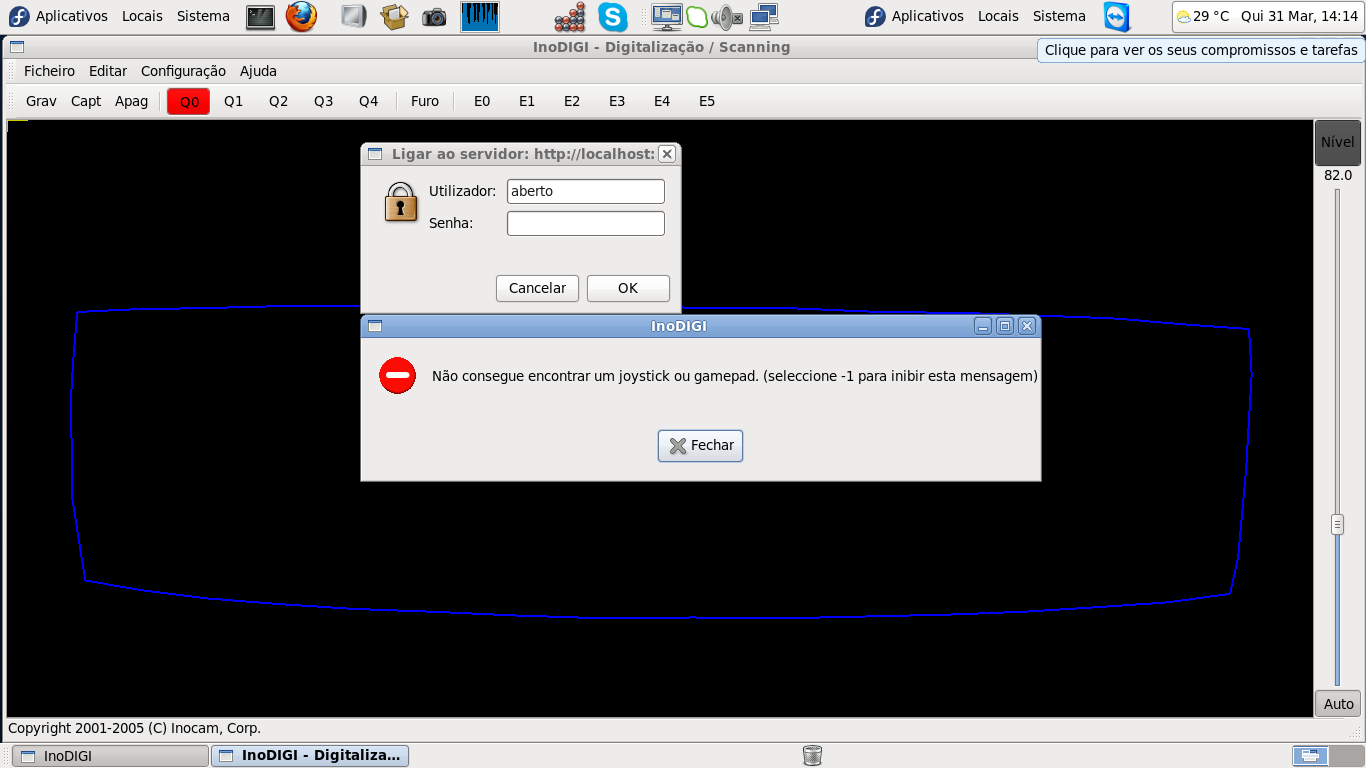 Aplicativos Locais Sistema Aplicativos Locais Sistema 29 °C Qui 31 Mar, 14:14
InoDIGI - Digitalização / Scanning
Clique para ver os seus compromissos e tarefas
Ficheiro Editar Configuração Ajuda
Grav Capt Apag Q0 Q1 Q2 Q3 Q4 Furo E0 E1 E2 E3 E4 E5
Nível
82.0
Ligar ao servidor: http://localhost:
Utilizador: aberto
Senha:
Cancelar OK
InoDIGI
Não consegue encontrar um joystick ou gamepad. (seleccione -1 para inibir esta mensagem)
Fechar
Auto
Copyright 2001-2005 (C) Inocam, Corp.
InoDIGI InoDIGI - Digitaliza...